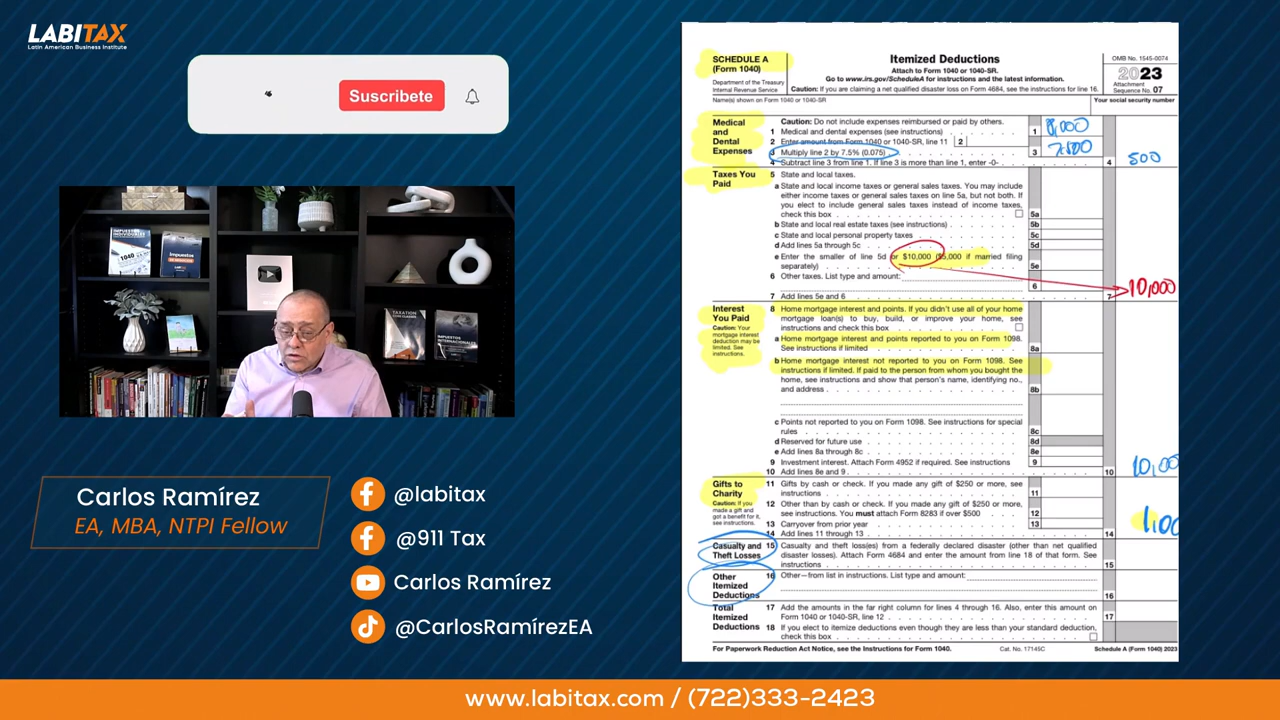 LABITAX
Latin American Business Institute
Suscribete
Carlos Ramírez
EA, MBA, NTPI Fellow
@labitax
@911 Tax
Carlos Ramírez
@CarlosRamírezEA
www.labitax.com / (722)333-2423
SCHEDULE A
(Form 1040)
Department of the Treasury
Internal Revenue Service
Itemized Deductions
Attach to Form 1040 or 1040-SR.
Go to www.irs.gov/ScheduleA for instructions and the latest information.
Caution: If you are claiming a net qualified disaster loss on Form 4684, see the instructions for line 16.
OMB No. 1545-0074
2023
Attachment
Sequence No. 07
Name(s) shown on Form 1040 or 1040-SR
Your social security number
Medical
and
Dental
Expenses
Caution: Do not include expenses reimbursed or paid by others.
1 Medical and dental expenses (see instructions) 1 8,000
2 Enter amount from Form 1040 or 1040-SR, line 11 2
3 Multiply line 2 by 7.5% (0.075) 3 7.500
4 Subtract line 3 from line 1. If line 3 is more than line 1, enter -0- 4 500
Taxes You
Paid
5 State and local taxes.
a State and local income taxes or general sales taxes. You may include
either income taxes or general sales taxes on line 5a, but not both. If
you elect to include general sales taxes instead of income taxes,
check this box 5a
b State and local real estate taxes (see instructions) 5b
c State and local personal property taxes 5c
d Add lines 5a through 5c 5d
e Enter the smaller of line 5d or $10,000 ($5,000 if married filing
separately) 5e
6 Other taxes. List type and amount:
6
7 Add lines 5e and 6 7 10,000
Interest
You Paid
Caution: Your
mortgage interest
deduction may be
limited. See
instructions.
8 Home mortgage interest and points. If you didn't use all of your home
mortgage loan(s) to buy, build, or improve your home, see
instructions and check this box
a Home mortgage interest and points reported to you on Form 1098.
See instructions if limited 8a
b Home mortgage interest not reported to you on Form 1098. See
instructions if limited. If paid to the person from whom you bought the
home, see instructions and show that person's name, identifying no.,
and address 8b
c Points not reported to you on Form 1098. See instructions for special
rules 8c
d Reserved for future use 8d
e Add lines 8a through 8c 8e
9 Investment interest. Attach Form 4952 if required. See instructions 9
10 Add lines 8e and 9 10 10,00
Gifts to
Charity
Caution: If you
made a gift and
got a benefit for it,
see instructions.
11 Gifts by cash or check. If you made any gift of $250 or more, see
instructions 11
12 Other than by cash or check. If you made any gift of $250 or more,
see instructions. You must attach Form 8283 if over $500 12
13 Carryover from prior year 13
14 Add lines 11 through 13 14 1,00
Casualty and
Theft Losses
15 Casualty and theft loss(es) from a federally declared disaster (other than net qualified
disaster losses). Attach Form 4684 and enter the amount from line 18 of that form. See
instructions 15
Other
Itemized
Deductions
16 Other—from list in instructions. List type and amount:
16
Total
Itemized
Deductions
17 Add the amounts in the far right column for lines 4 through 16. Also, enter this amount on
Form 1040 or 1040-SR, line 12 17
18 If you elect to itemize deductions even though they are less than your standard deduction,
check this box
For Paperwork Reduction Act Notice, see the Instructions for Form 1040. Cat. No. 17145C Schedule A (Form 1040) 2023